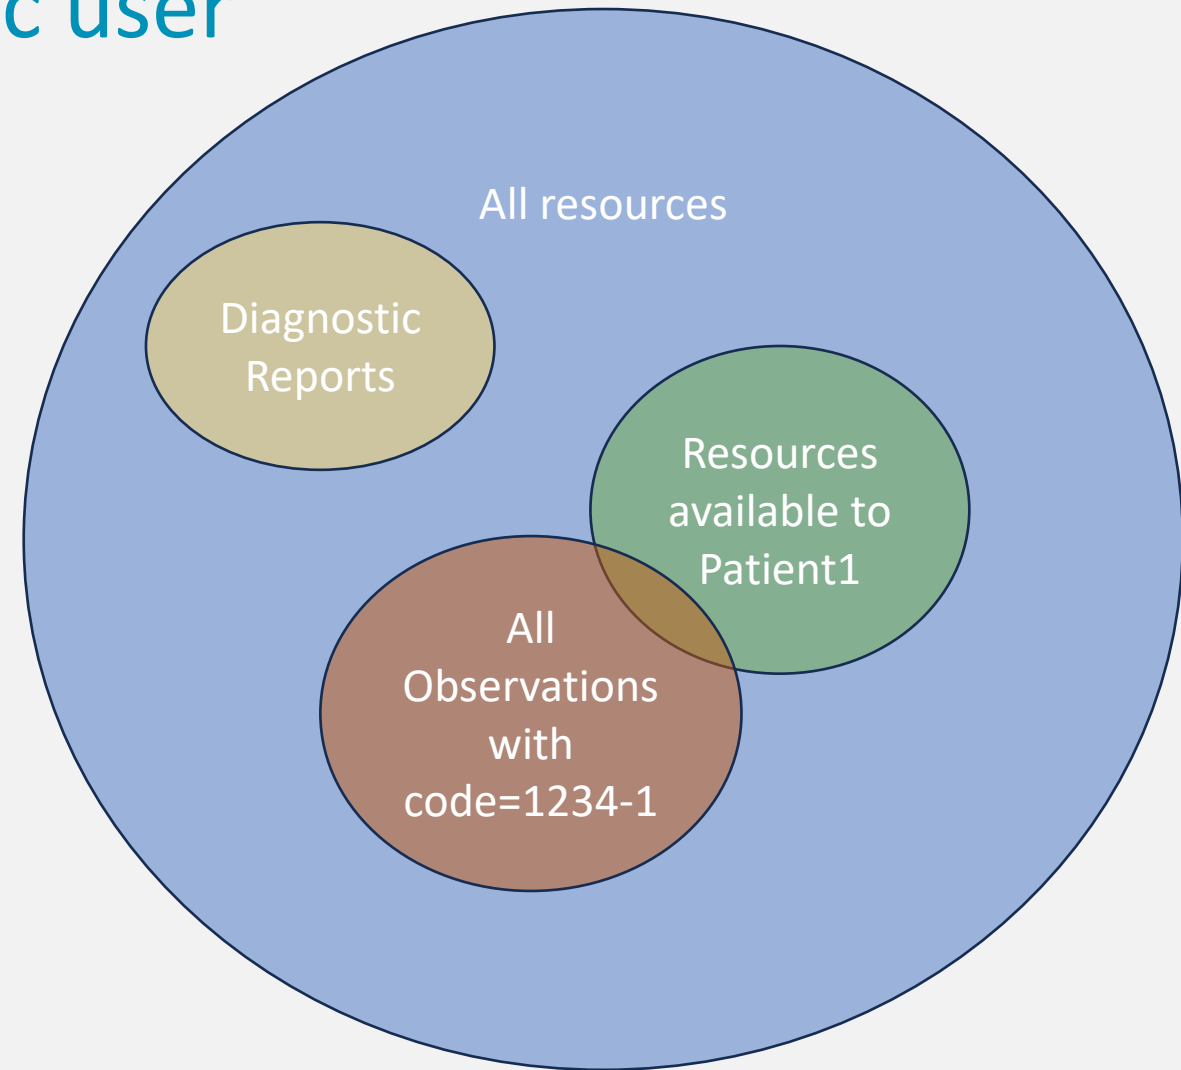 c user
All resources
Diagnostic
Reports
Resources
available to
Patient1
All
Observations
with
code=1234-1